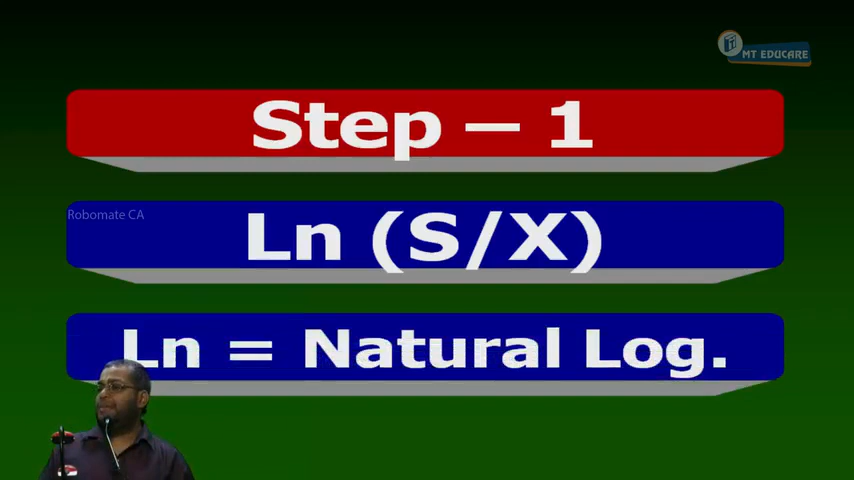 MT EDUCARE
Step – 1
Robomate CA
Ln (S/X)
Ln = Natural Log.